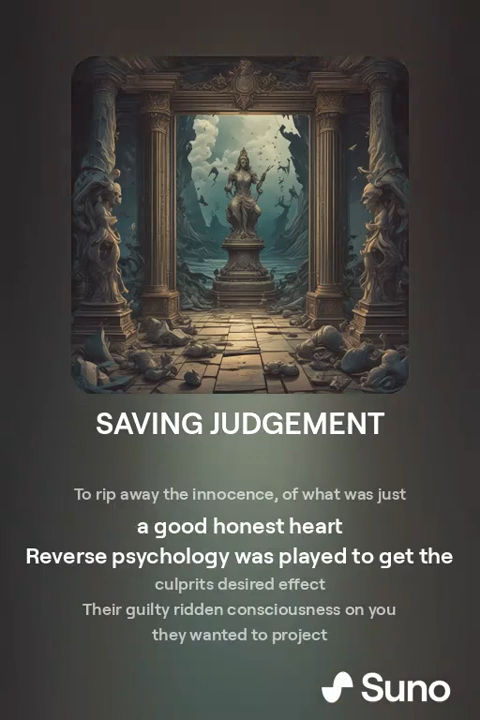 SAVING JUDGEMENT
To rip away the innocence, of what was just
a good honest heart
Reverse psychology was played to get the
culprits desired effect
Their guilty ridden consciousness on you
they wanted to project
Suno